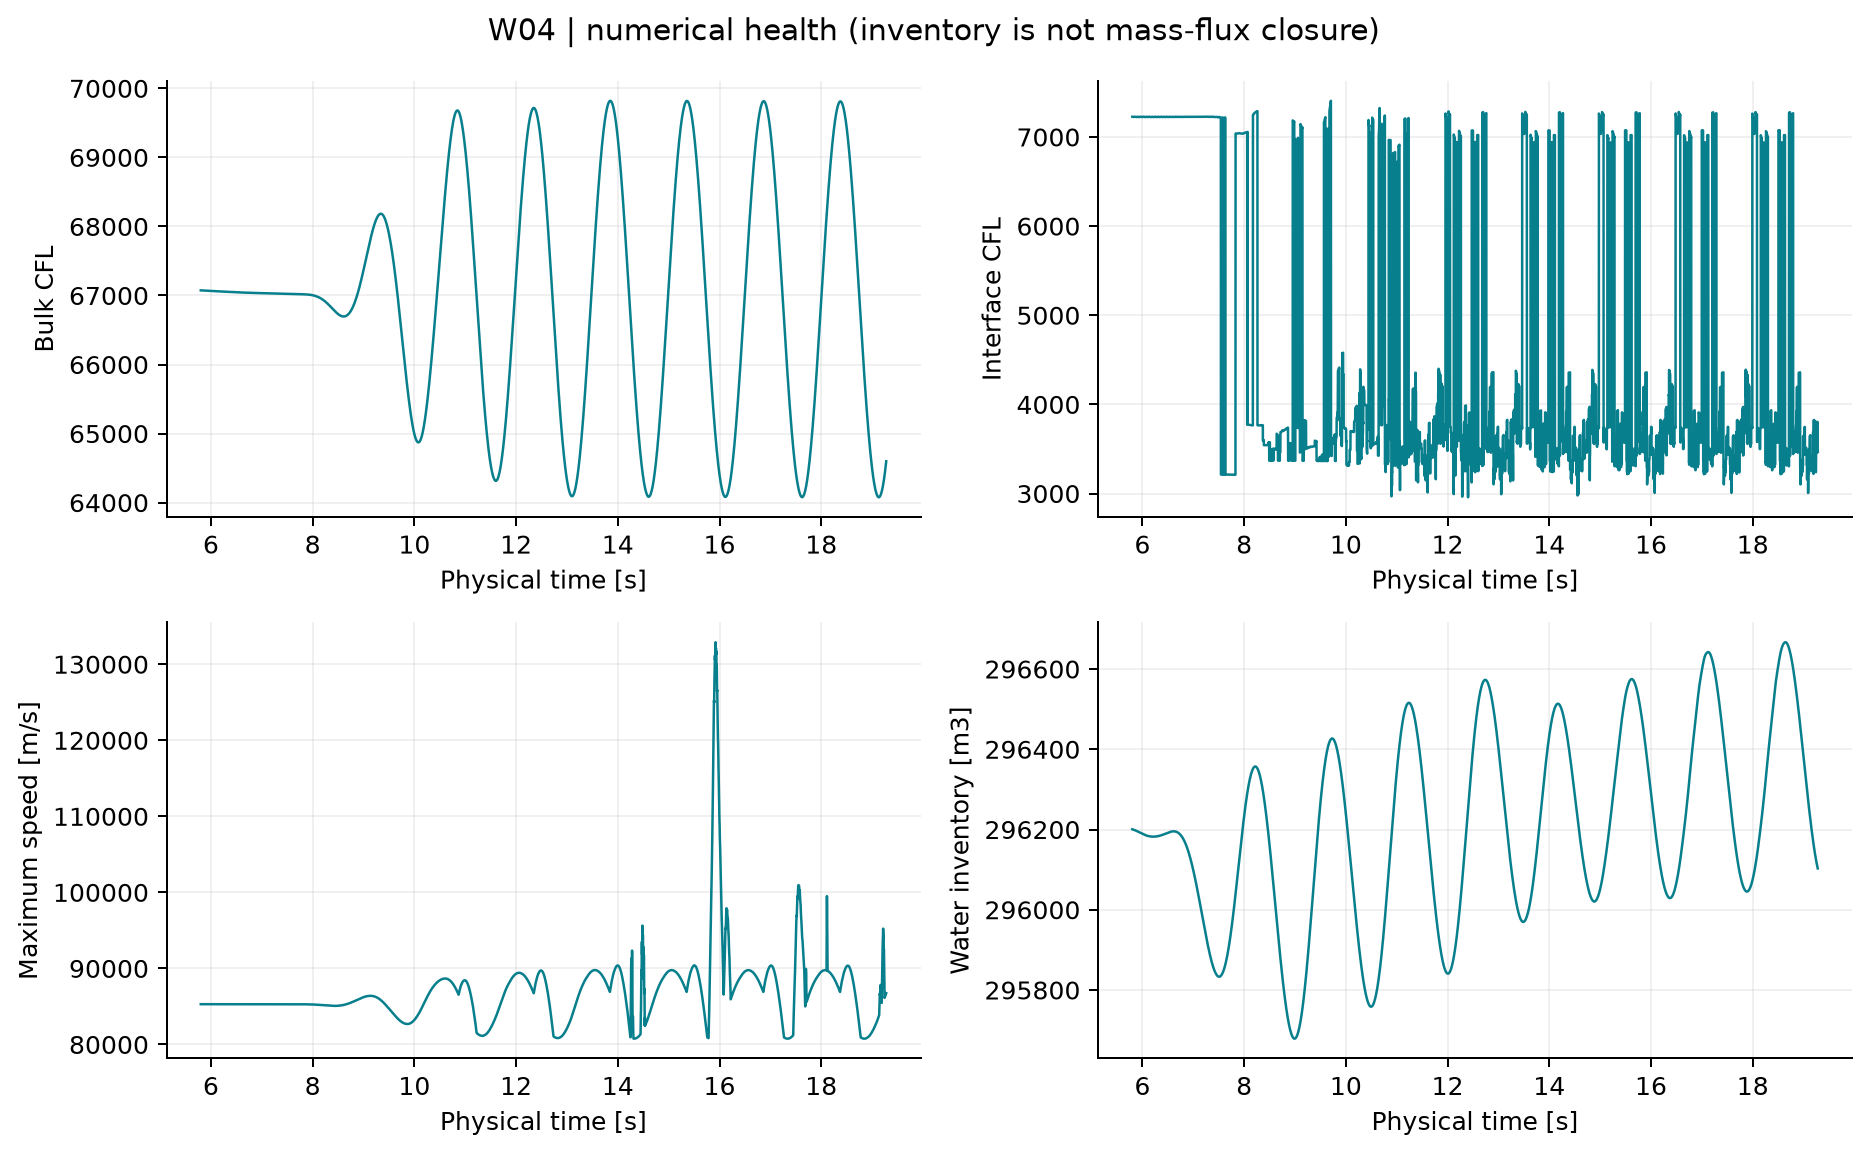 W04 | numerical health (inventory is not mass-flux closure)
70000
69000
68000
67000
66000
65000
64000
Bulk CFL
6 8 10 12 14 16 18
Physical time [s]
7000
6000
5000
4000
3000
Interface CFL
6 8 10 12 14 16 18
Physical time [s]
130000
120000
110000
100000
90000
80000
Maximum speed [m/s]
6 8 10 12 14 16 18
Physical time [s]
296600
296400
296200
296000
295800
Water inventory [m3]
6 8 10 12 14 16 18
Physical time [s]